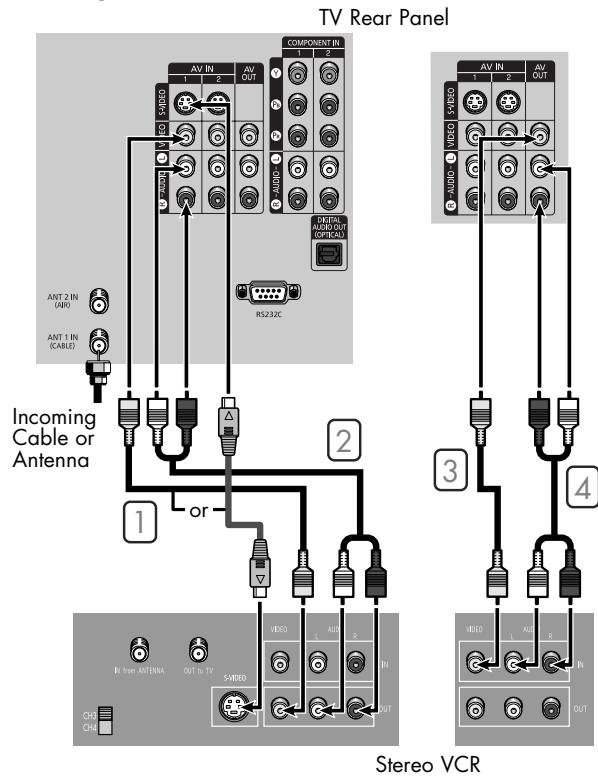 TV Rear Panel
COMPONENT IN
1 2
AV IN
1 2
AV
OUT
S-VIDEO
VIDEO
L
-AUDIO-
R
Y
PB
PR
L
-AUDIO-
R
DIGITAL
AUDIO OUT
(OPTICAL)
ANT 2 IN
(AIR)
ANT 1 IN
(CABLE)
RS232C
AV IN
1 2
AV
OUT
S-VIDEO
VIDEO
L
-AUDIO-
R
Incoming
Cable or
Antenna
1
or
2
3
4
IN from ANTENNA
OUT to TV
S-VIDEO
CH3
CH4
VIDEO
L
R
IN
OUT
VIDEO
L
R
IN
OUT
Stereo VCR